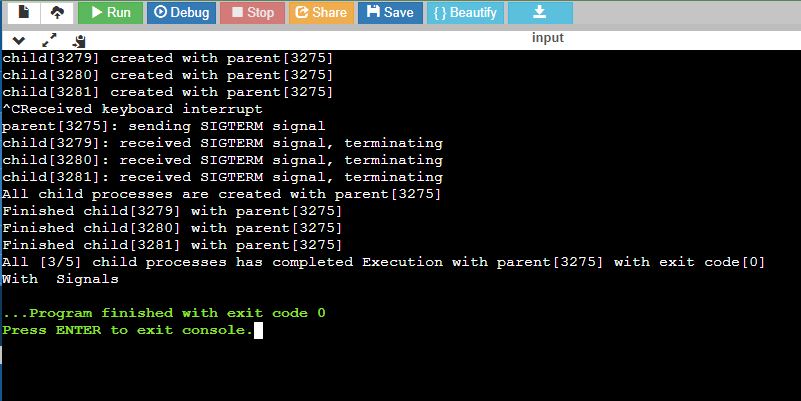 Run Debug Stop Share Save { } Beautify
input
child[3279] created with parent[3275]
child[3280] created with parent[3275]
child[3281] created with parent[3275]
^CReceived keyboard interrupt
parent[3275]: sending SIGTERM signal
child[3279]: received SIGTERM signal, terminating
child[3280]: received SIGTERM signal, terminating
child[3281]: received SIGTERM signal, terminating
All child processes are created with parent[3275]
Finished child[3279] with parent[3275]
Finished child[3280] with parent[3275]
Finished child[3281] with parent[3275]
All [3/5] child processes has completed Execution with parent[3275] with exit code[0]
With  Signals
...Program finished with exit code 0
Press ENTER to exit console.